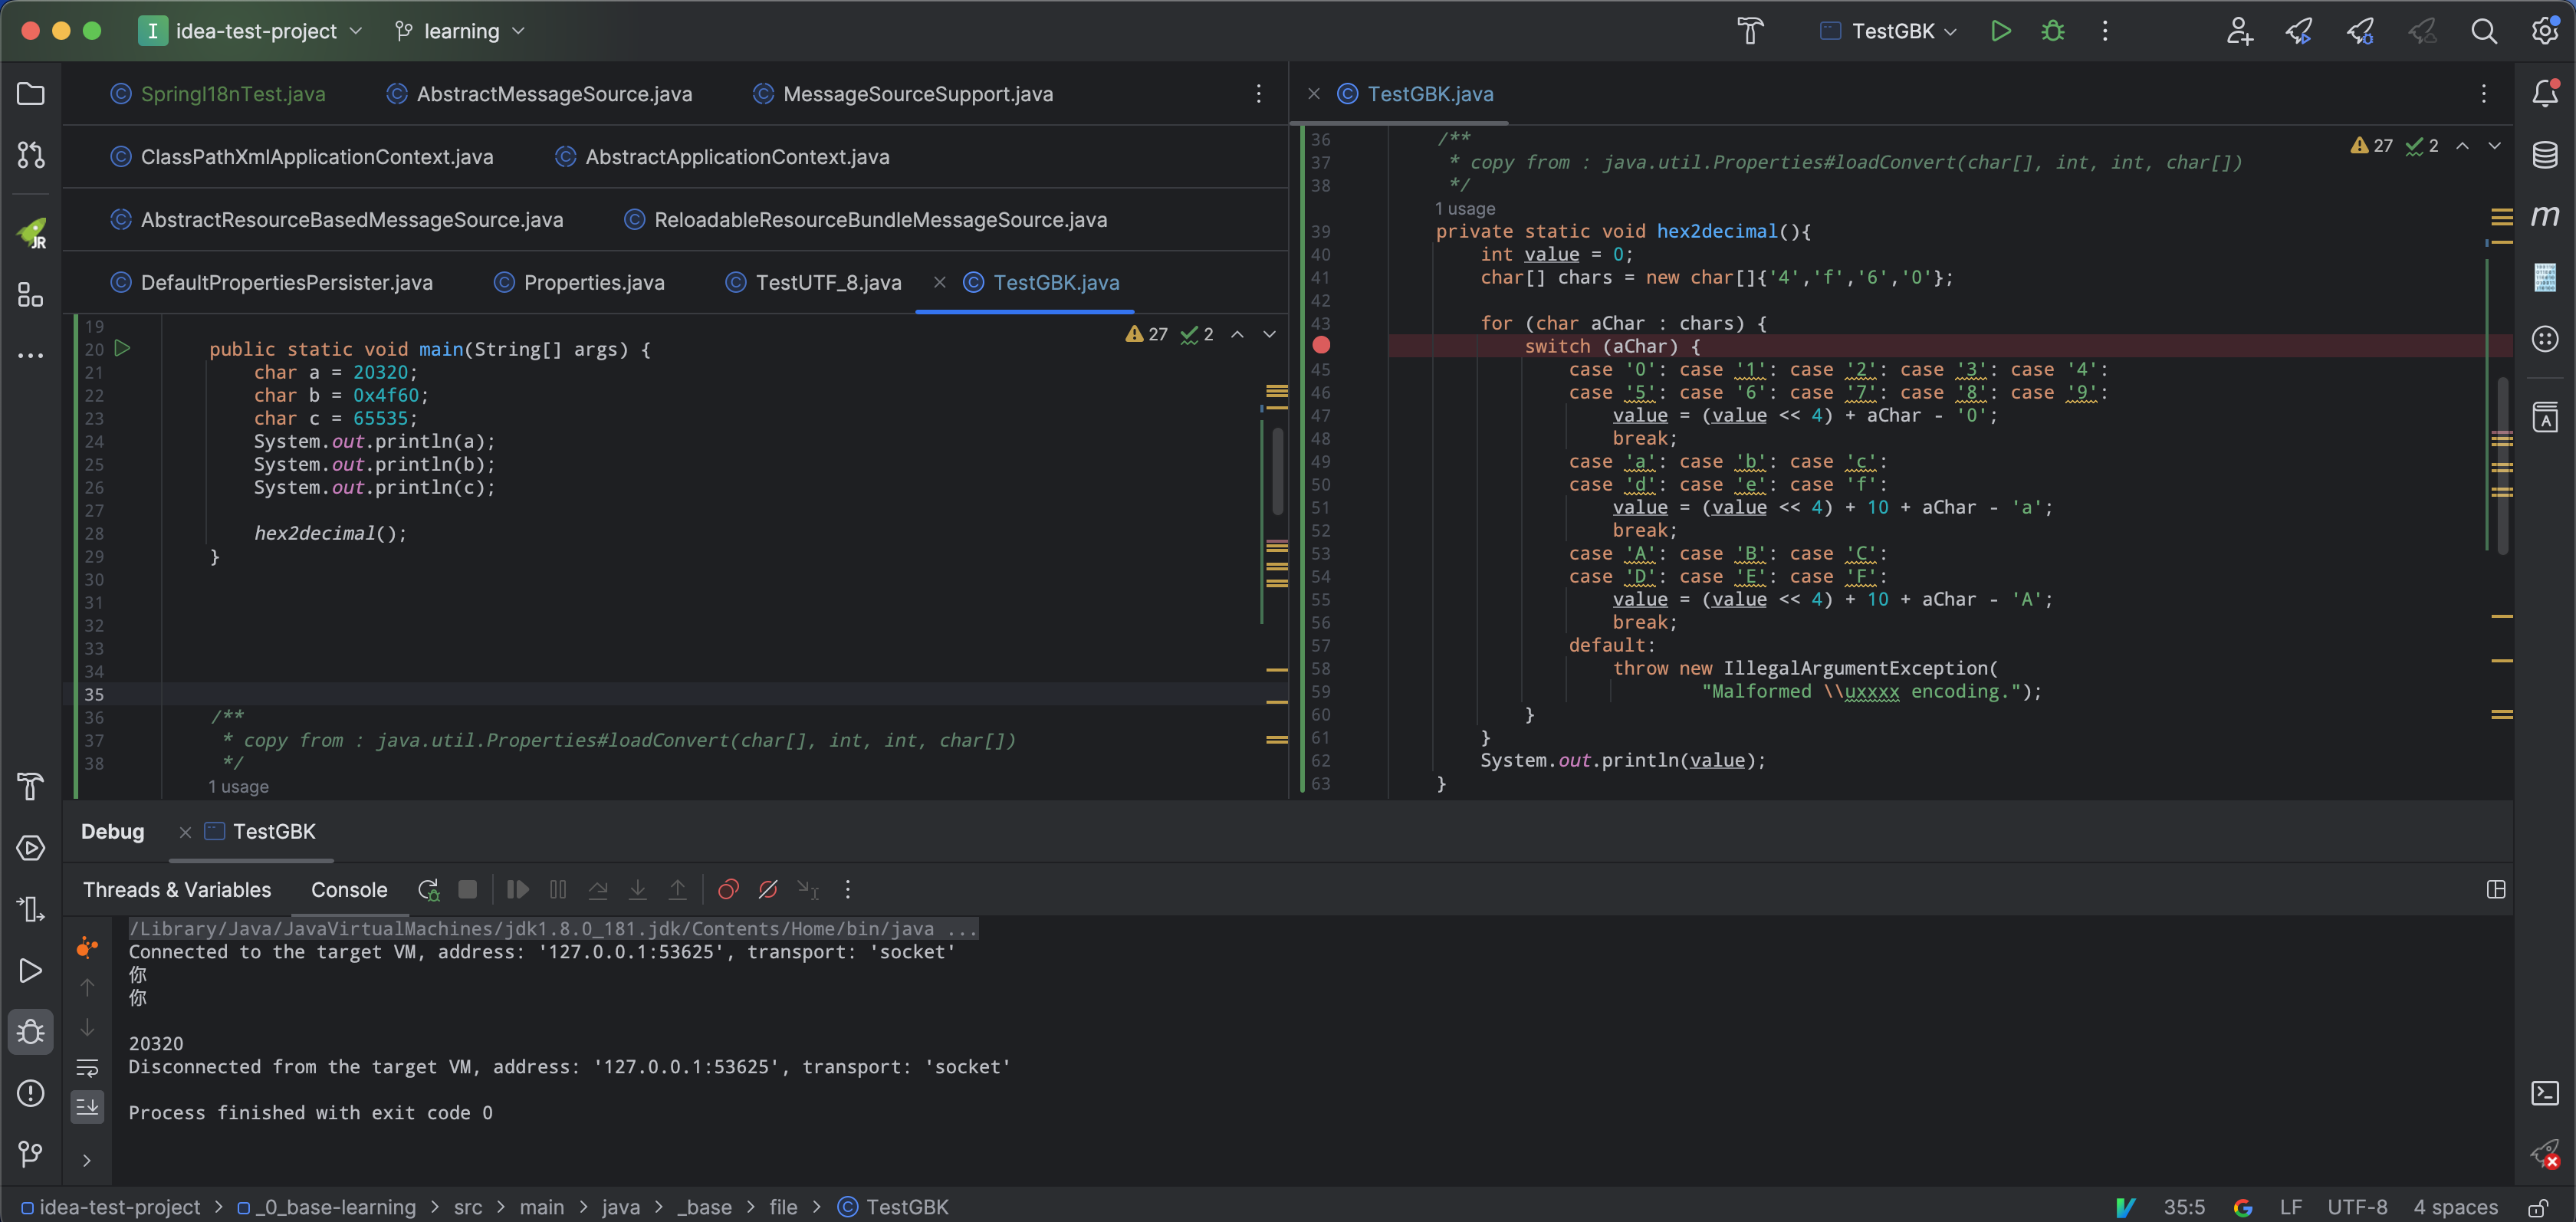 I idea-test-project learning TestGBK
SpringI18nTest.java AbstractMessageSource.java MessageSourceSupport.java
ClassPathXmlApplicationContext.java AbstractApplicationContext.java
AbstractResourceBasedMessageSource.java ReloadableResourceBundleMessageSource.java
DefaultPropertiesPersister.java Properties.java TestUTF_8.java TestGBK.java
27 2
19
20 public static void main(String[] args) {
21 char a = 20320;
22 char b = 0x4f60;
23 char c = 65535;
24 System.out.println(a);
25 System.out.println(b);
26 System.out.println(c);
27
28 hex2decimal();
29 }
30
31
32
33
34
35
36 /**
37 * copy from : java.util.Properties#loadConvert(char[], int, int, char[])
38 */
1 usage
TestGBK.java
27 2
36 /**
37 * copy from : java.util.Properties#loadConvert(char[], int, int, char[])
38 */
1 usage
39 private static void hex2decimal(){
40 int value = 0;
41 char[] chars = new char[]{'4','f','6','0'};
42
43 for (char aChar : chars) {
switch (aChar) {
45 case '0': case '1': case '2': case '3': case '4':
46 case '5': case '6': case '7': case '8': case '9':
47 value = (value << 4) + aChar - '0';
48 break;
49 case 'a': case 'b': case 'c':
50 case 'd': case 'e': case 'f':
51 value = (value << 4) + 10 + aChar - 'a';
52 break;
53 case 'A': case 'B': case 'C':
54 case 'D': case 'E': case 'F':
55 value = (value << 4) + 10 + aChar - 'A';
56 break;
57 default:
58 throw new IllegalArgumentException(
59 "Malformed \\uxxxx encoding.");
60 }
61 }
62 System.out.println(value);
63 }
Debug TestGBK
Threads & Variables Console
/Library/Java/JavaVirtualMachines/jdk1.8.0_181.jdk/Contents/Home/bin/java ...
Connected to the target VM, address: '127.0.0.1:53625', transport: 'socket'
你
你
20320
Disconnected from the target VM, address: '127.0.0.1:53625', transport: 'socket'
Process finished with exit code 0
idea-test-project > _0_base-learning > src > main > java > _base > file > TestGBK
35:5 LF UTF-8 4 spaces